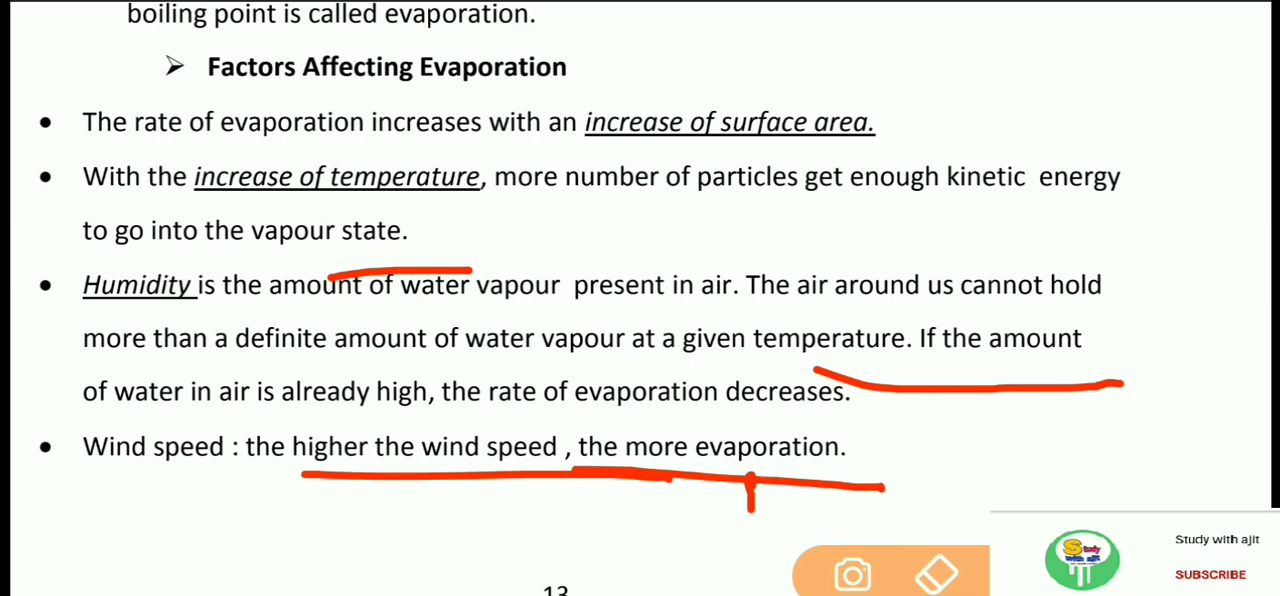 boiling point is called evaporation.
➢ Factors Affecting Evaporation
• The rate of evaporation increases with an increase of surface area.
• With the increase of temperature, more number of particles get enough kinetic energy
to go into the vapour state.
• Humidity is the amount of water vapour present in air. The air around us cannot hold
more than a definite amount of water vapour at a given temperature. If the amount
of water in air is already high, the rate of evaporation decreases.
• Wind speed : the higher the wind speed , the more evaporation.
13
Study with ajit
Study with ajit
SUBSCRIBE